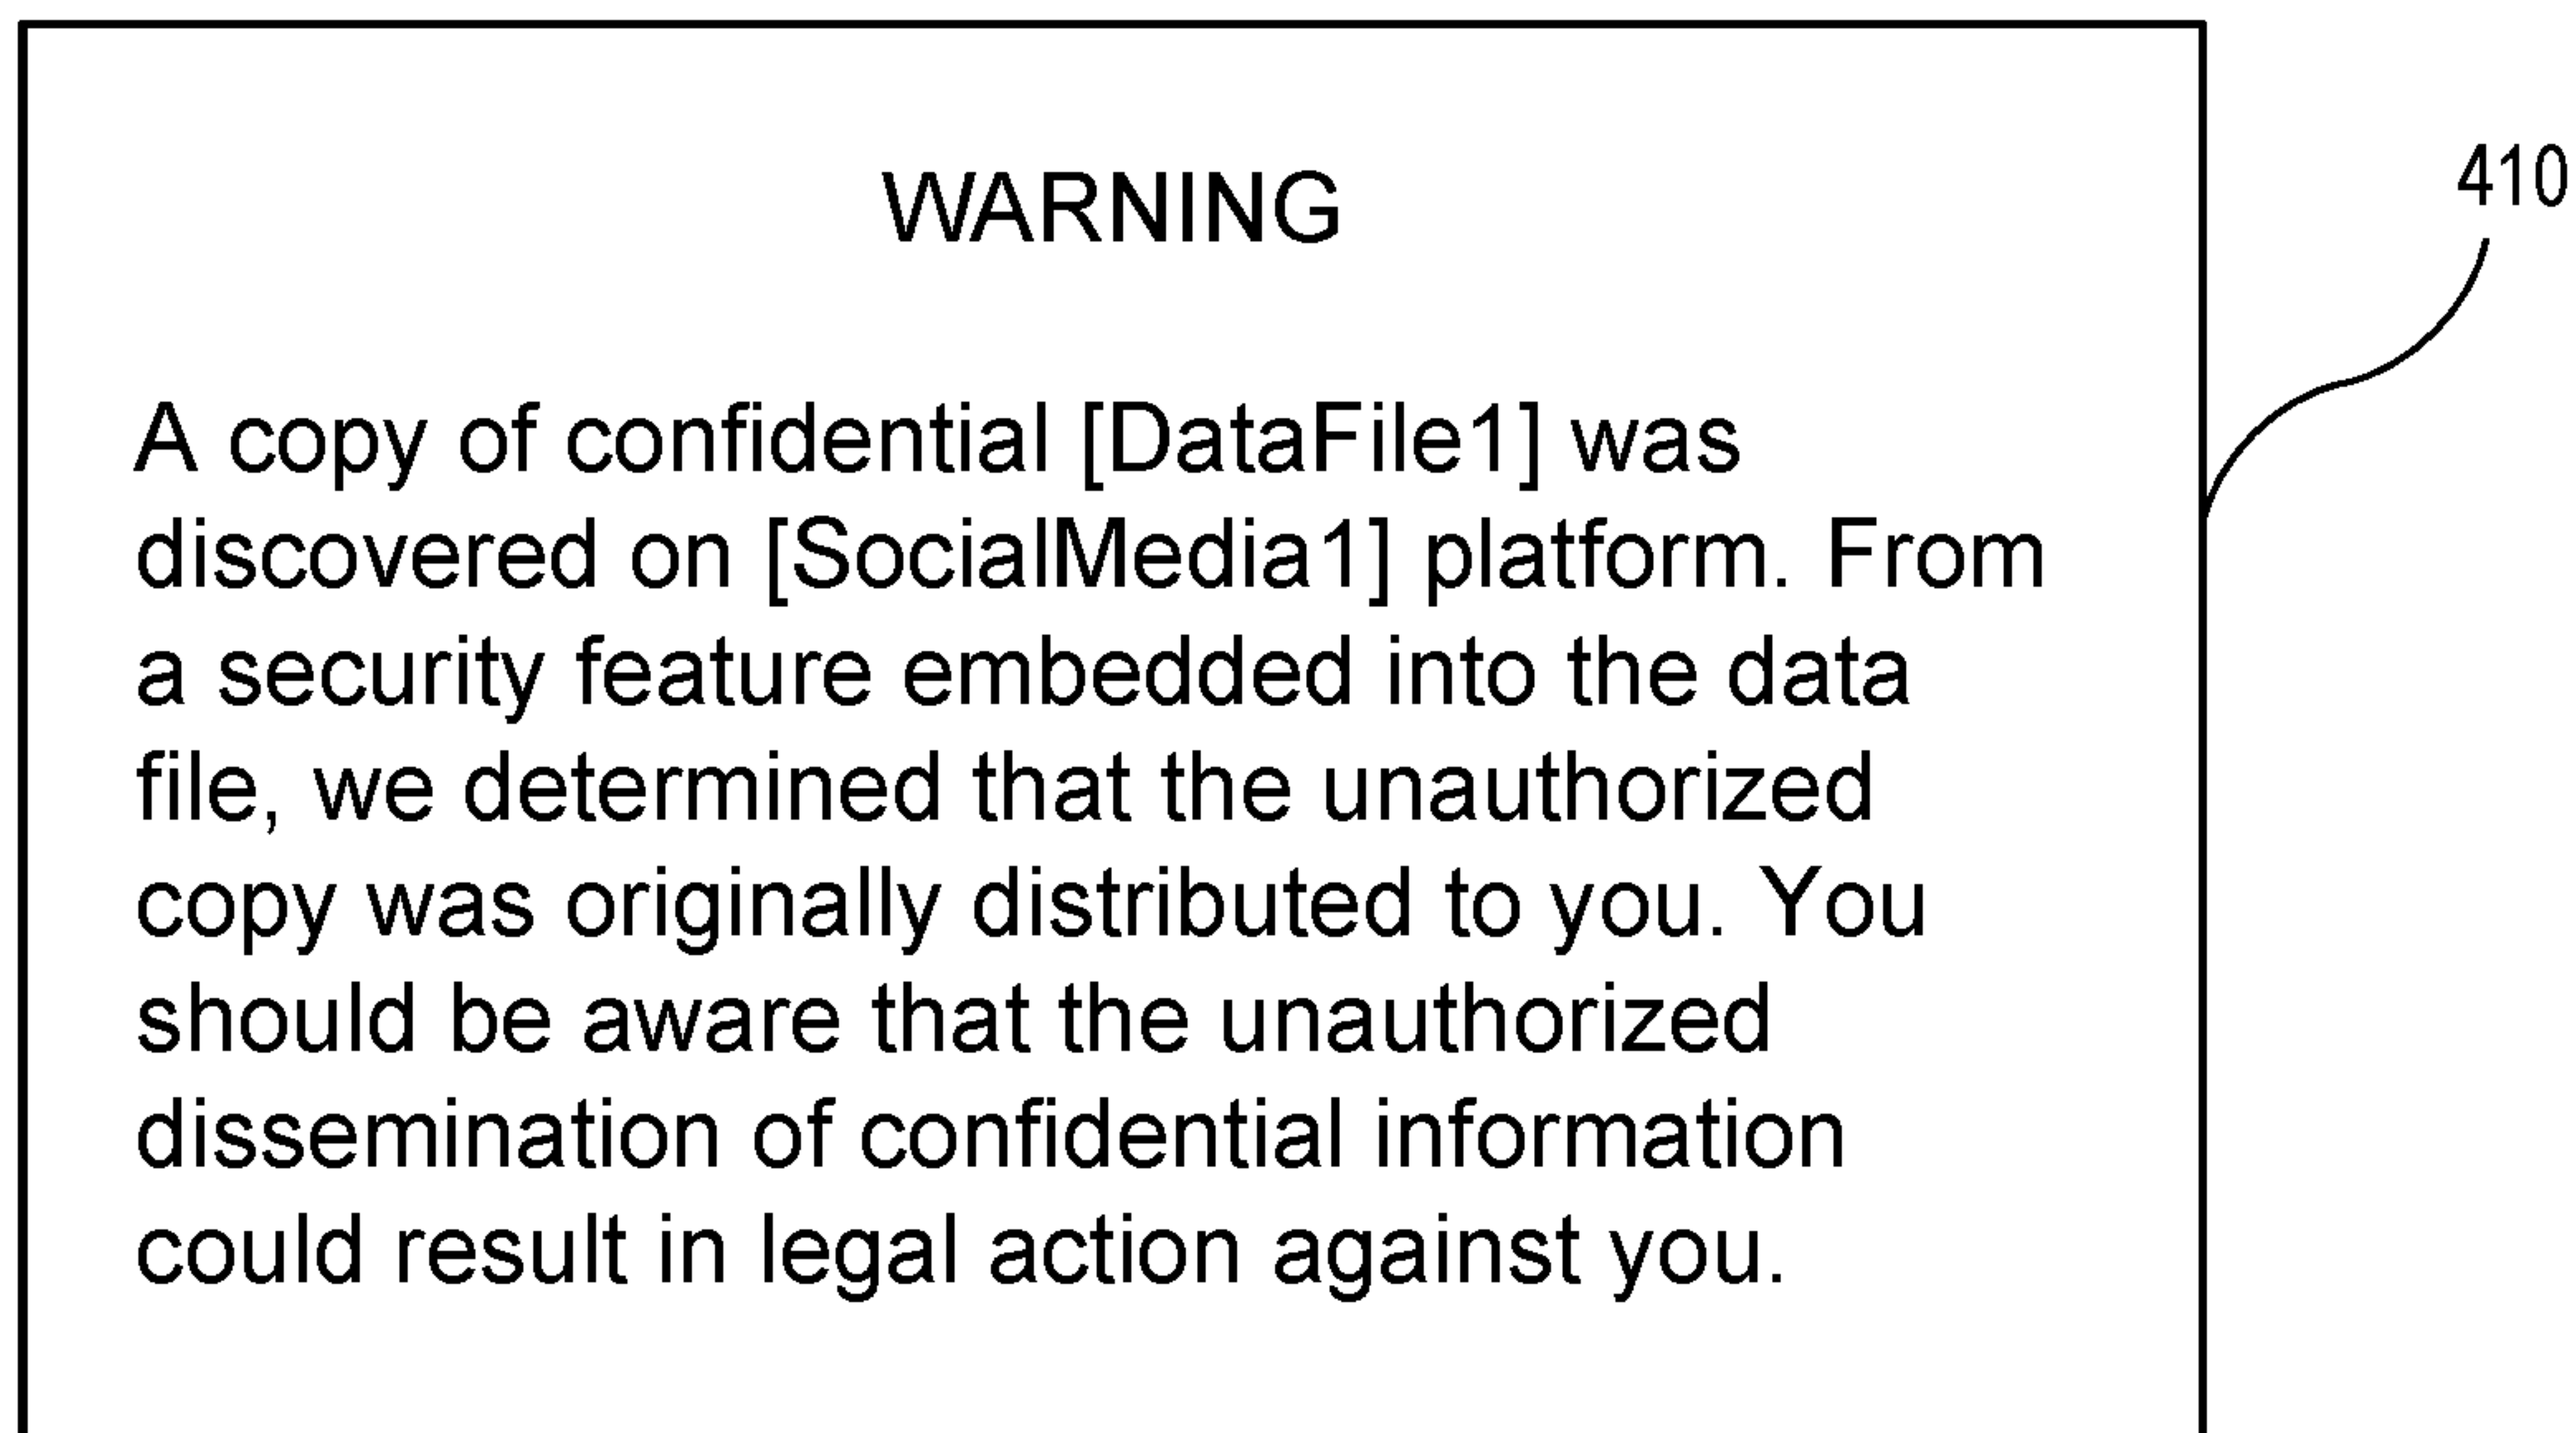 WARNING
410
A copy of confidential [DataFile1] was
discovered on [SocialMedia1] platform. From
a security feature embedded into the data
file, we determined that the unauthorized
copy was originally distributed to you. You
should be aware that the unauthorized
dissemination of confidential information
could result in legal action against you.